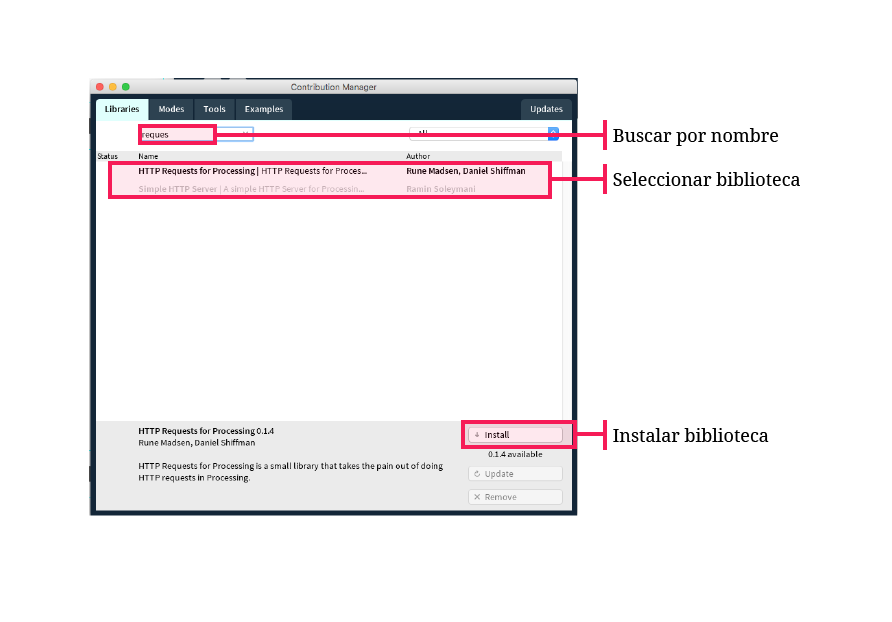 Contribution Manager
Libraries Modes Tools Examples Updates
reques All
Buscar por nombre
Status Name Author
HTTP Requests for Processing | HTTP Requests for Proces... Rune Madsen, Daniel Shiffman
Seleccionar biblioteca
Simple HTTP Server | A simple HTTP Server for Processin... Ramin Soleymani
HTTP Requests for Processing 0.1.4
Install
Instalar biblioteca
Rune Madsen, Daniel Shiffman
0.1.4 available
HTTP Requests for Processing is a small library that takes the pain out of doing
HTTP requests in Processing.
Update
Remove